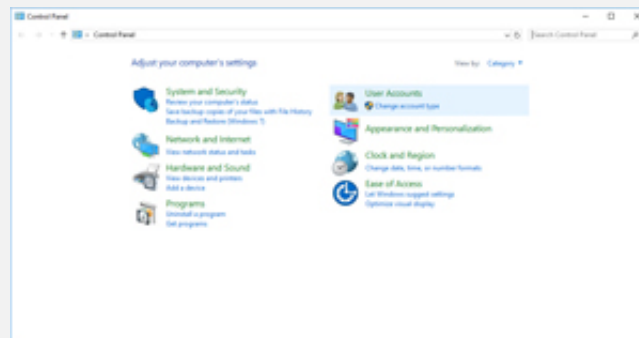 Control Panel
Control Panel
Search Control Panel
Adjust your computer's settings
View by: Category
System and Security
Review your computer's status
Save backup copies of your files with File History
Backup and Restore (Windows 7)
Network and Internet
View network status and tasks
Hardware and Sound
View devices and printers
Add a device
Programs
Uninstall a program
Get programs
User Accounts
Change account type
Appearance and Personalization
Clock and Region
Change date, time, or number formats
Ease of Access
Let Windows suggest settings
Optimize visual display